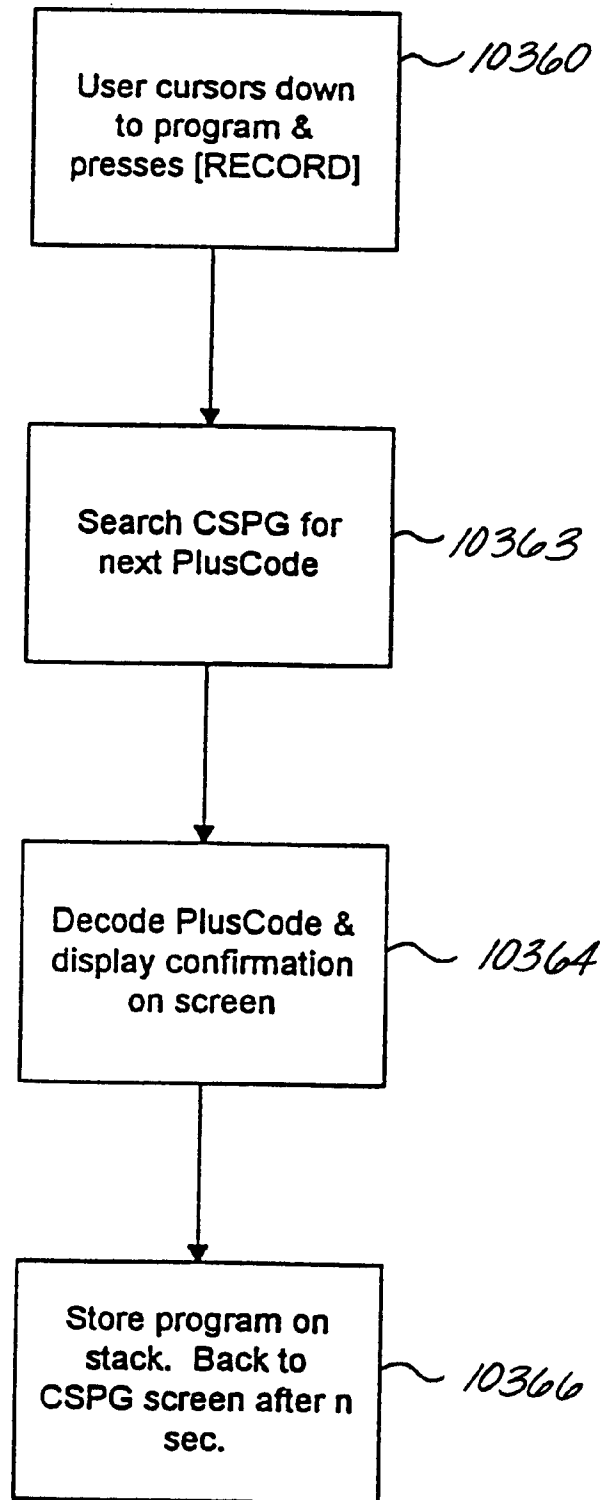 User cursors down
to program &
presses [RECORD]
10360
Search CSPG for
next PlusCode
10363
Decode PlusCode &
display confirmation
on screen
10364
Store program on
stack.  Back to
CSPG screen after n
sec.
10366